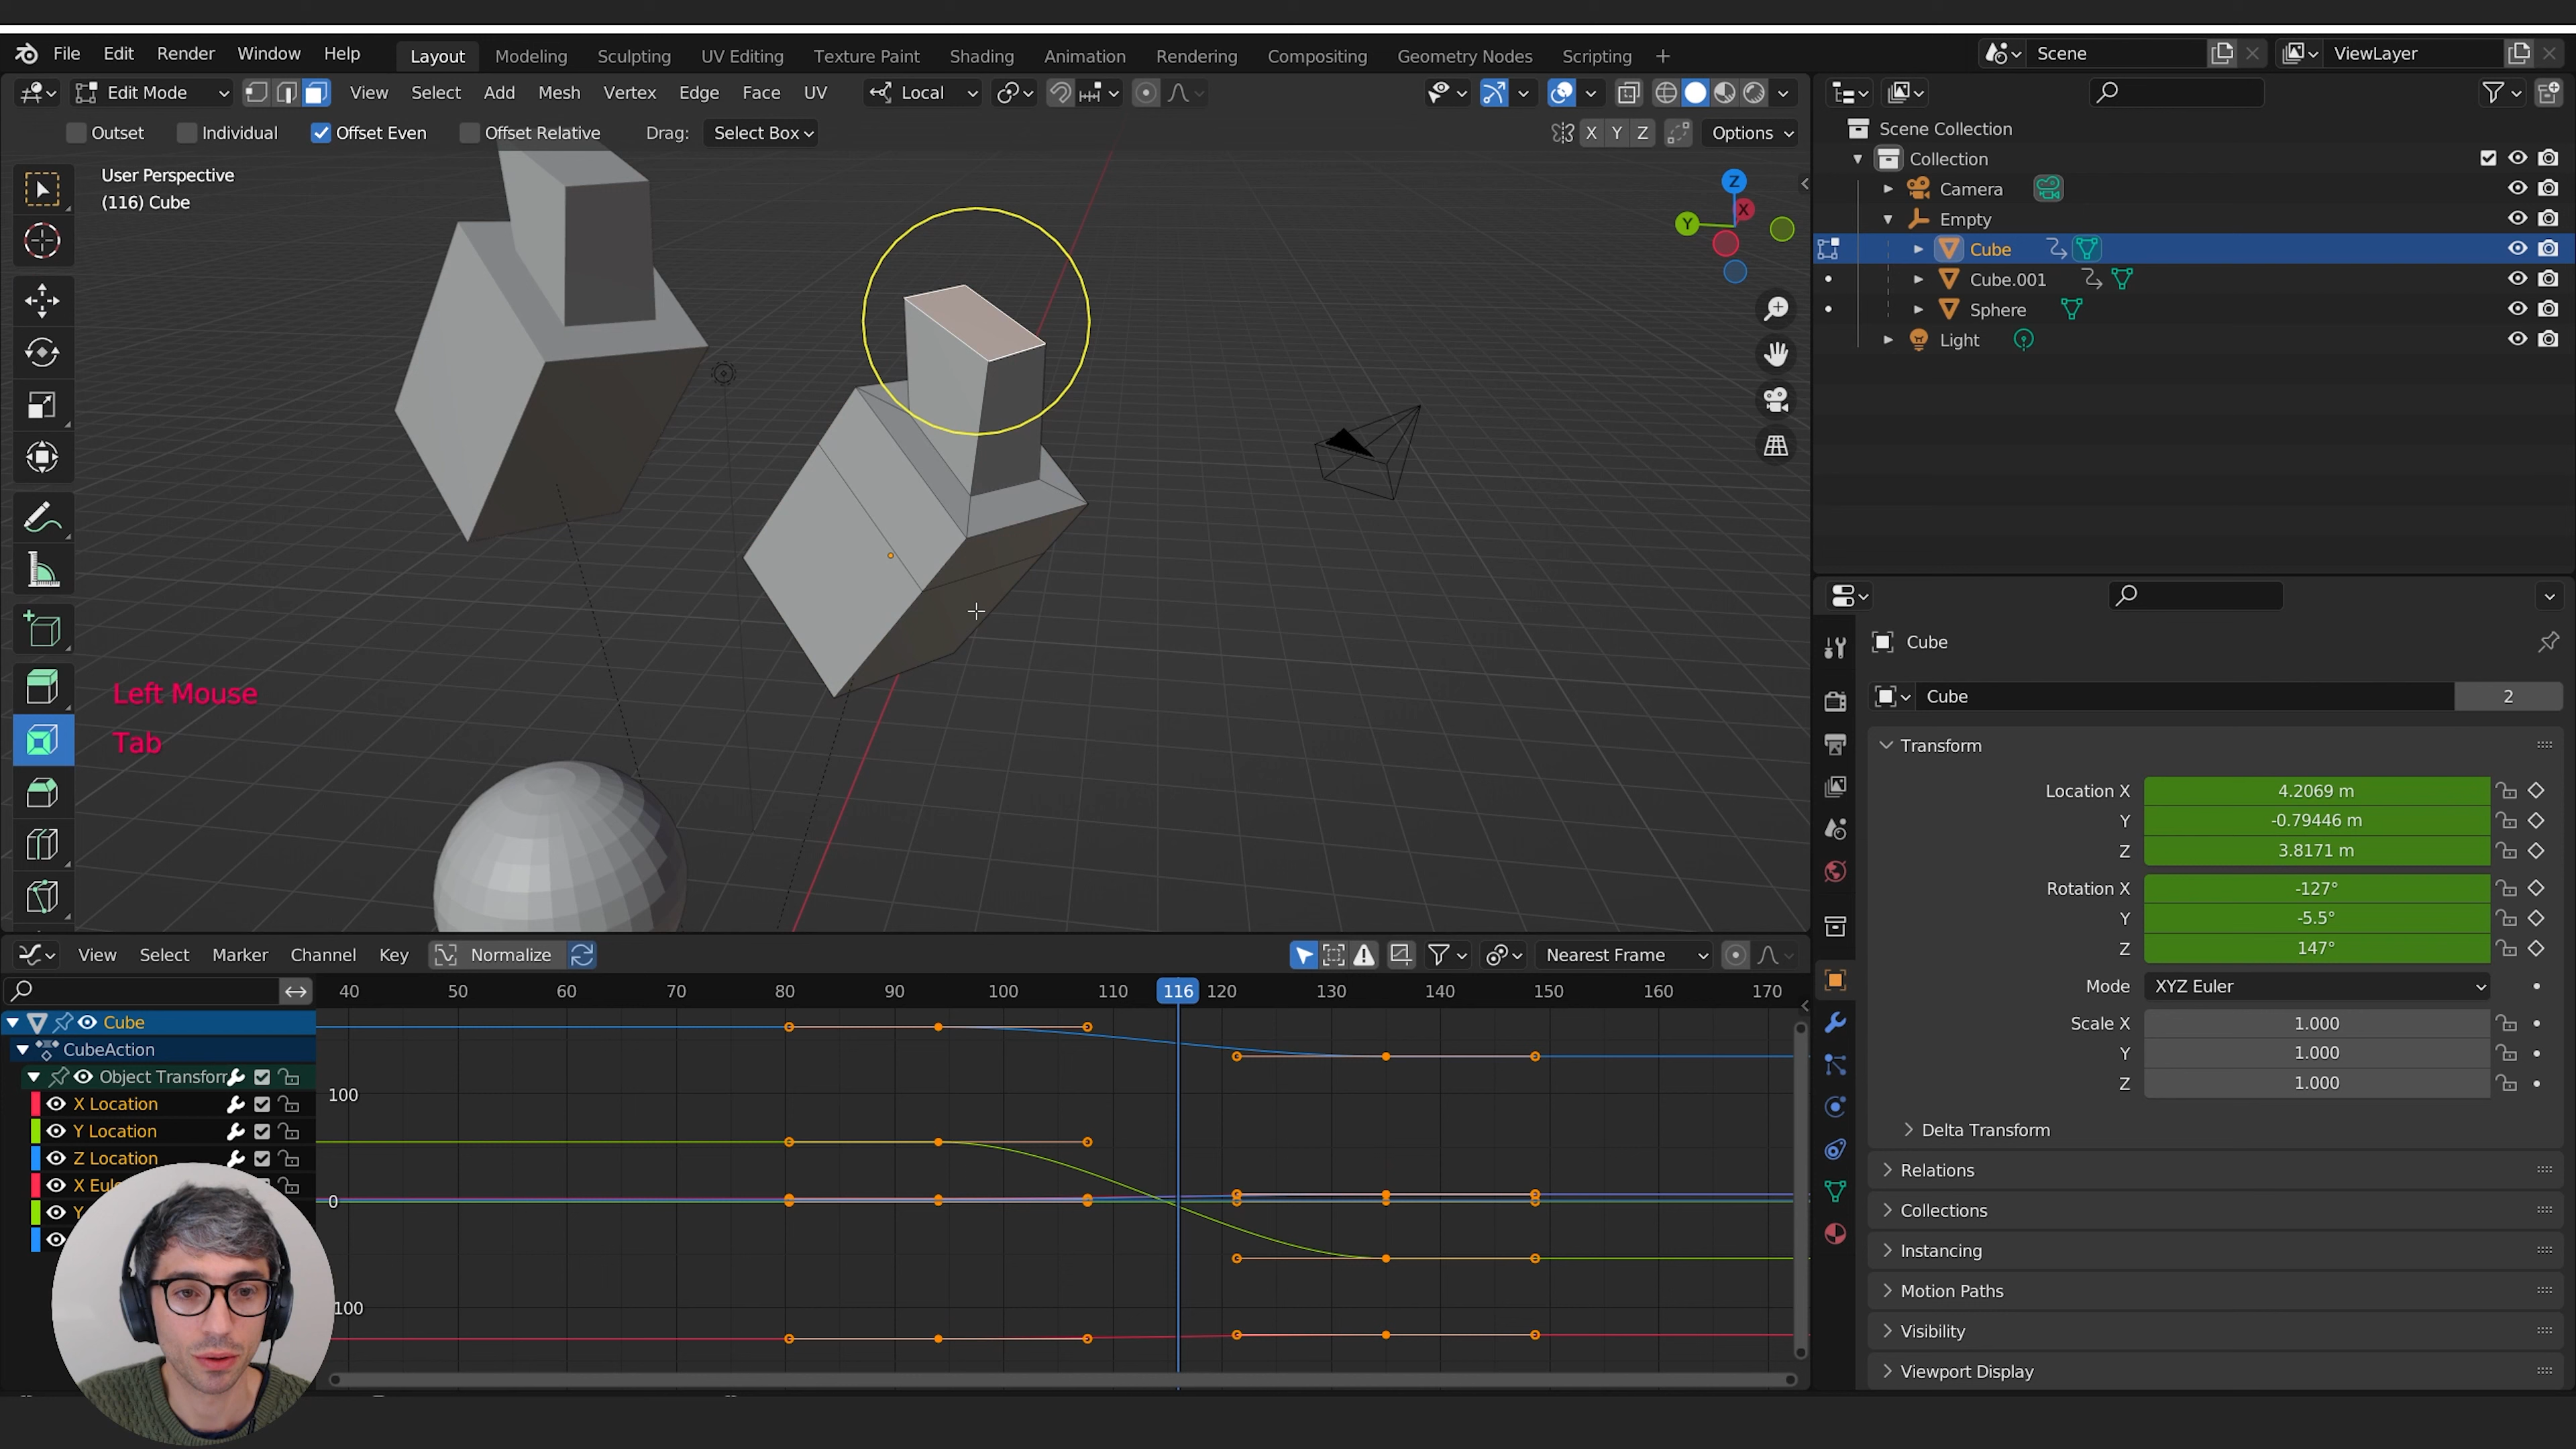 File Edit Render Window Help Layout Modeling Sculpting UV Editing Texture Paint Shading Animation Rendering Compositing Geometry Nodes Scripting + Scene ViewLayer
Edit Mode View Select Add Mesh Vertex Edge Face UV Local
Outset Individual Offset Even Offset Relative Drag: Select Box X Y Z Options
User Perspective
(116) Cube
Z
X
Y
Left Mouse
Tab
Scene Collection
Collection
Camera
Empty
Cube
Cube.001
Sphere
Light
Cube
Cube 2
Transform
Location X 4.2069 m
Y -0.79446 m
Z 3.8171 m
Rotation X -127°
Y -5.5°
Z 147°
Mode XYZ Euler
Scale X 1.000
Y 1.000
Z 1.000
Delta Transform
Relations
Collections
Instancing
Motion Paths
Visibility
Viewport Display
View Select Marker Channel Key Normalize Nearest Frame
40 50 60 70 80 90 100 110 116 120 130 140 150 160 170
Cube
CubeAction
Object Transfor
X Location
Y Location
Z Location
X Eul
Y
100
0
100